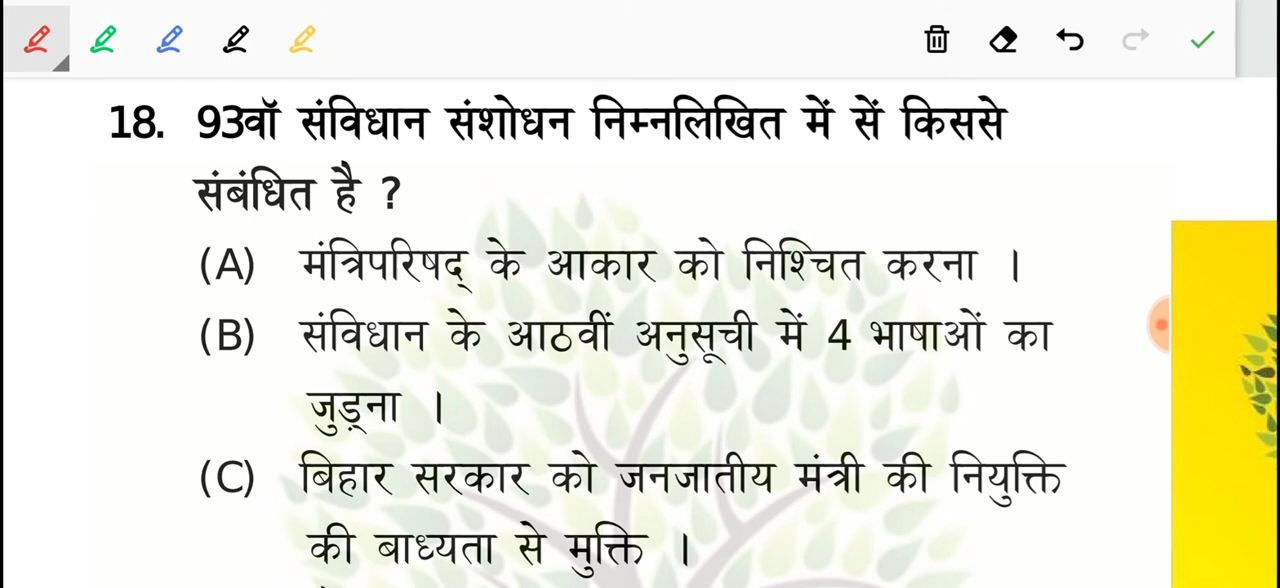 18. 93वॉ संविधान संशोधन निम्नलिखित में सें किससे
संबंधित है ?
(A) मंत्रिपरिषद् के आकार को निश्चित करना ।
(B) संविधान के आठवीं अनुसूची में 4 भाषाओं का
जुड़ना ।
(C) बिहार सरकार को जनजातीय मंत्री की नियुक्ति
की बाध्यता से मुक्ति ।